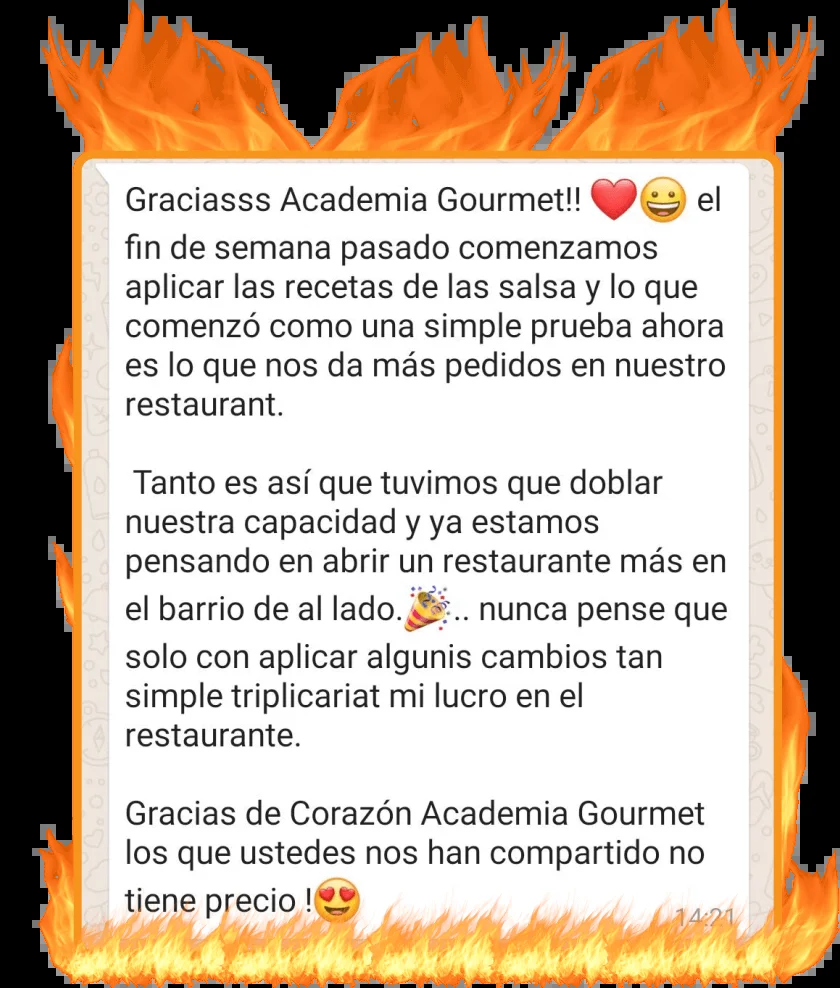 Graciasss Academia Gourmet!! ❤️😀 el
fin de semana pasado comenzamos
aplicar las recetas de las salsa y lo que
comenzó como una simple prueba ahora
es lo que nos da más pedidos en nuestro
restaurant.
Tanto es así que tuvimos que doblar
nuestra capacidad y ya estamos
pensando en abrir un restaurante más en
el barrio de al lado.🎉.. nunca pense que
solo con aplicar algunis cambios tan
simple triplicariat mi lucro en el
restaurante.
Gracias de Corazón Academia Gourmet
los que ustedes nos han compartido no
tiene precio !😍
14:21